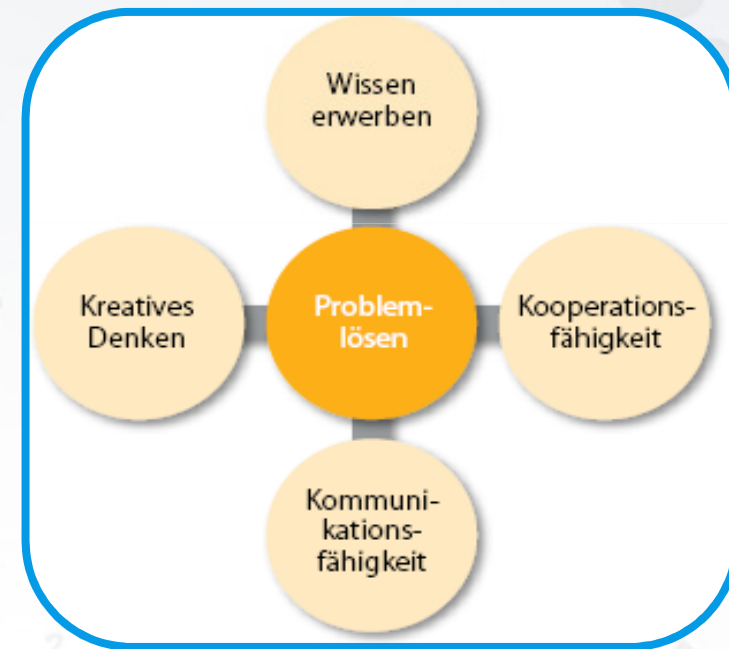 Wissen
erwerben
Kreatives
Denken
Problem-
lösen
Kooperations-
fähigkeit
Kommuni-
kations-
fähigkeit